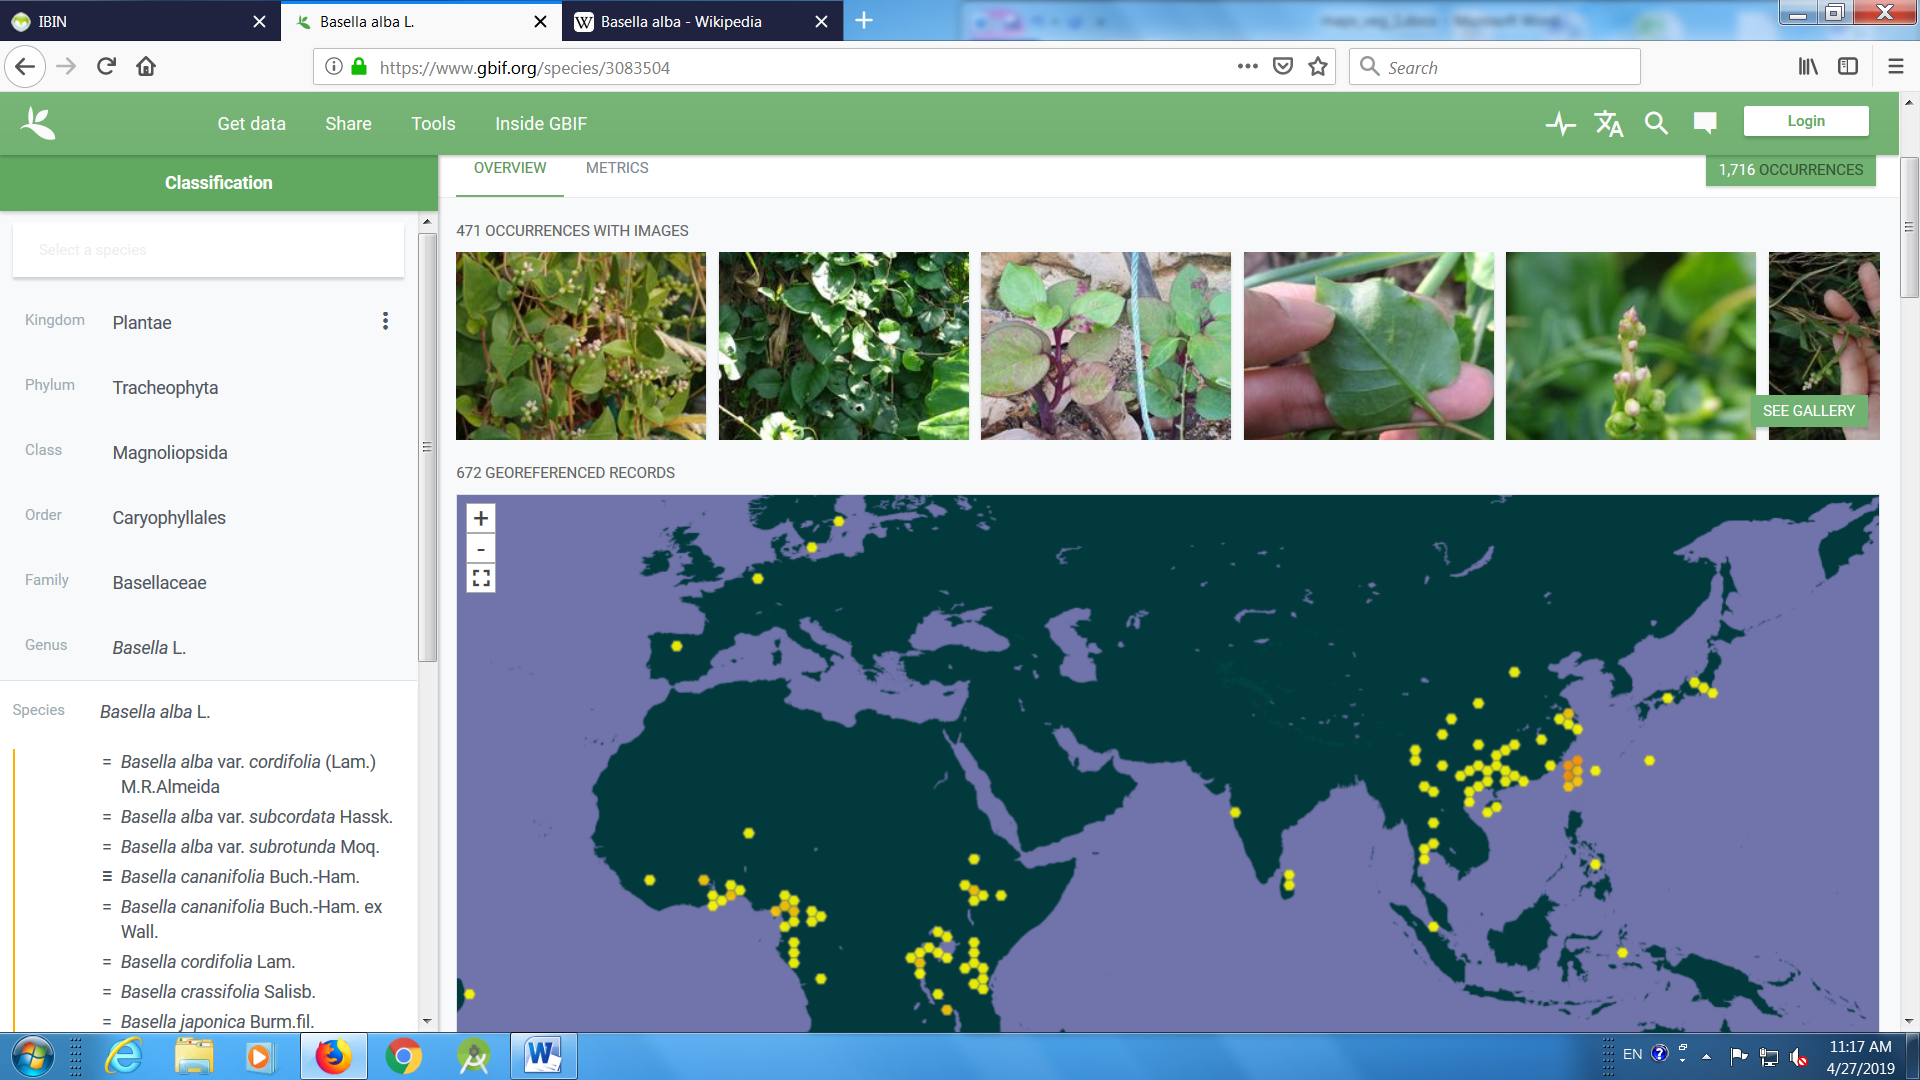 IBIN
Basella alba L.
Basella alba - Wikipedia
https://www.gbif.org/species/3083504
Search
Get data
Share
Tools
Inside GBIF
Login
Classification
OVERVIEW
METRICS
1,716 OCCURRENCES
Select a species
471 OCCURRENCES WITH IMAGES
SEE GALLERY
Kingdom Plantae
Phylum Tracheophyta
Class Magnoliopsida
Order Caryophyllales
Family Basellaceae
Genus Basella L.
Species Basella alba L.
= Basella alba var. cordifolia (Lam.)
M.R.Almeida
= Basella alba var. subcordata Hassk.
= Basella alba var. subrotunda Moq.
≡ Basella cananifolia Buch.-Ham.
= Basella cananifolia Buch.-Ham. ex
Wall.
= Basella cordifolia Lam.
= Basella crassifolia Salisb.
= Basella japonica Burm.fil.
672 GEOREFERENCED RECORDS
+
-
EN
11:17 AM
4/27/2019